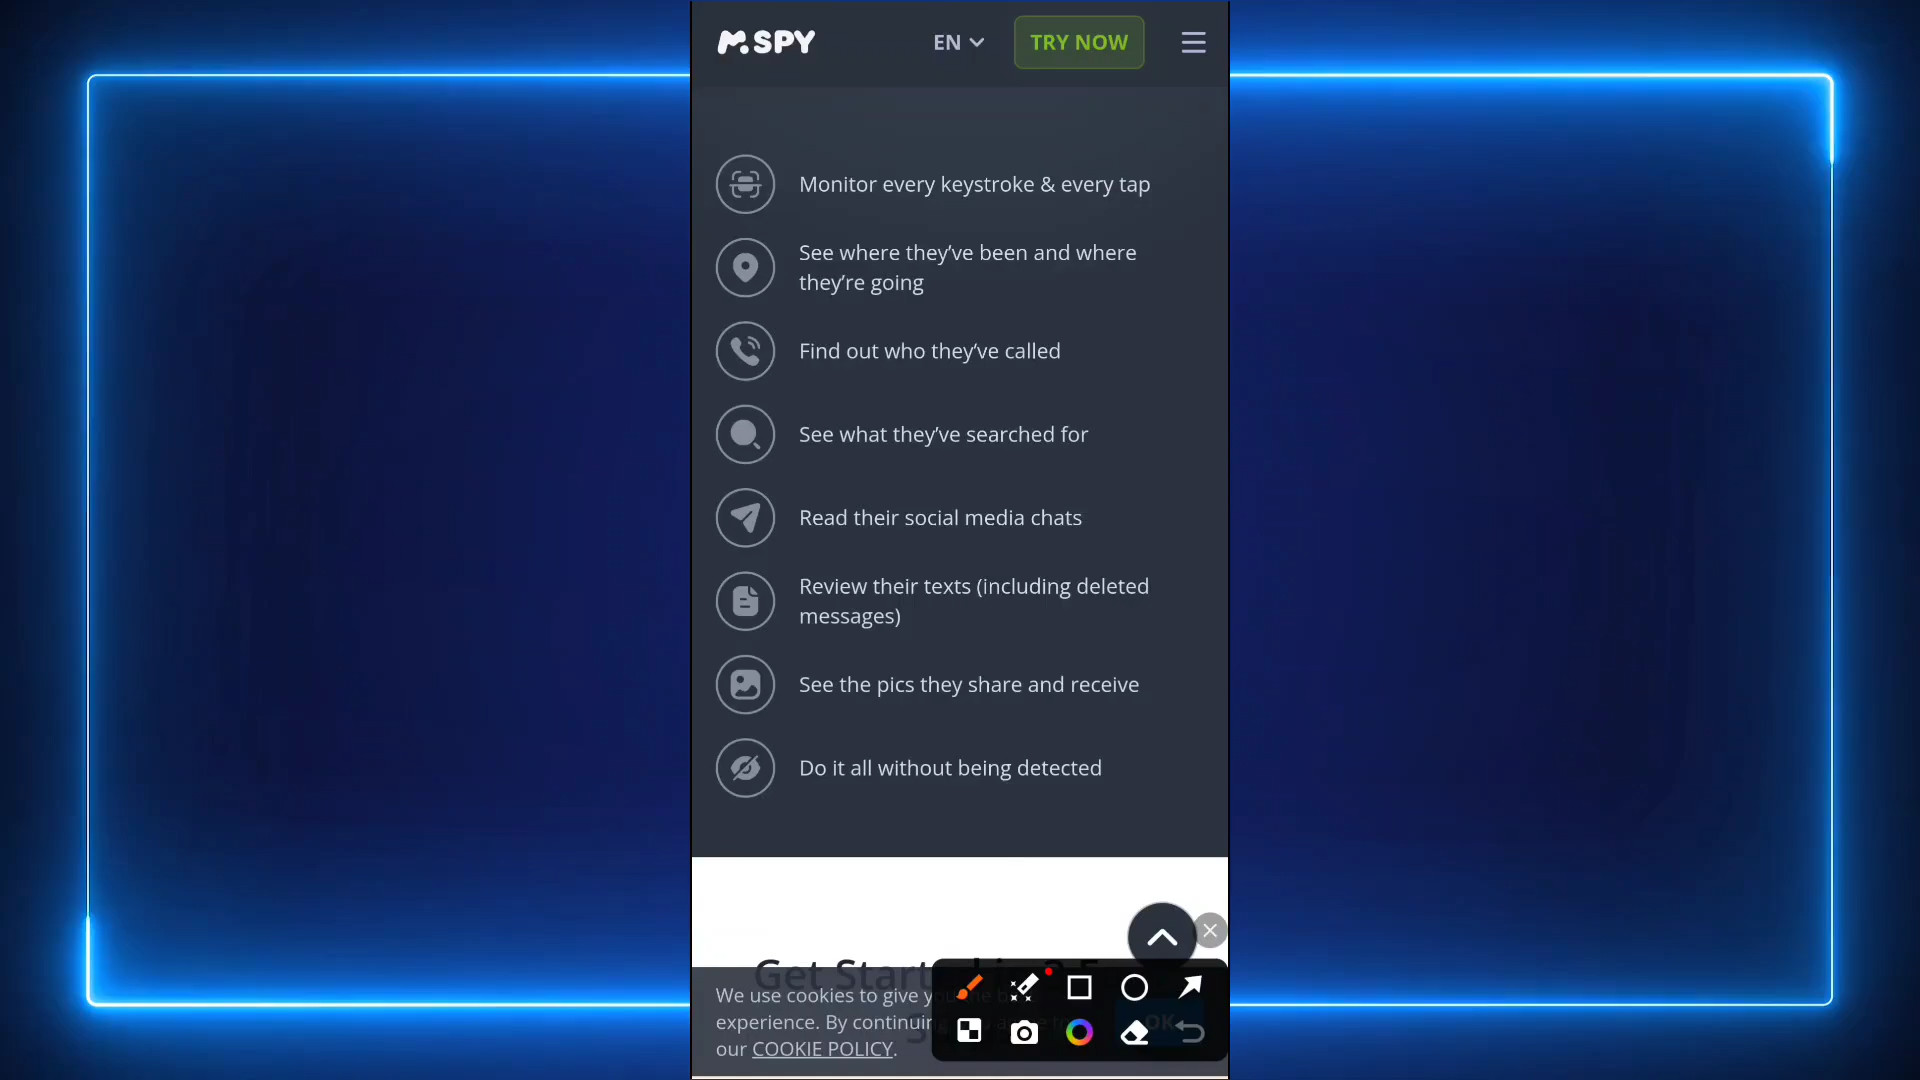 M.SPY
EN
TRY NOW
Monitor every keystroke & every tap
See where they’ve been and where
they’re going
Find out who they’ve called
See what they’ve searched for
Read their social media chats
Review their texts (including deleted
messages)
See the pics they share and receive
Do it all without being detected
Get
We use cookies to give
experience. By continuing
OK
our COOKIE POLICY.